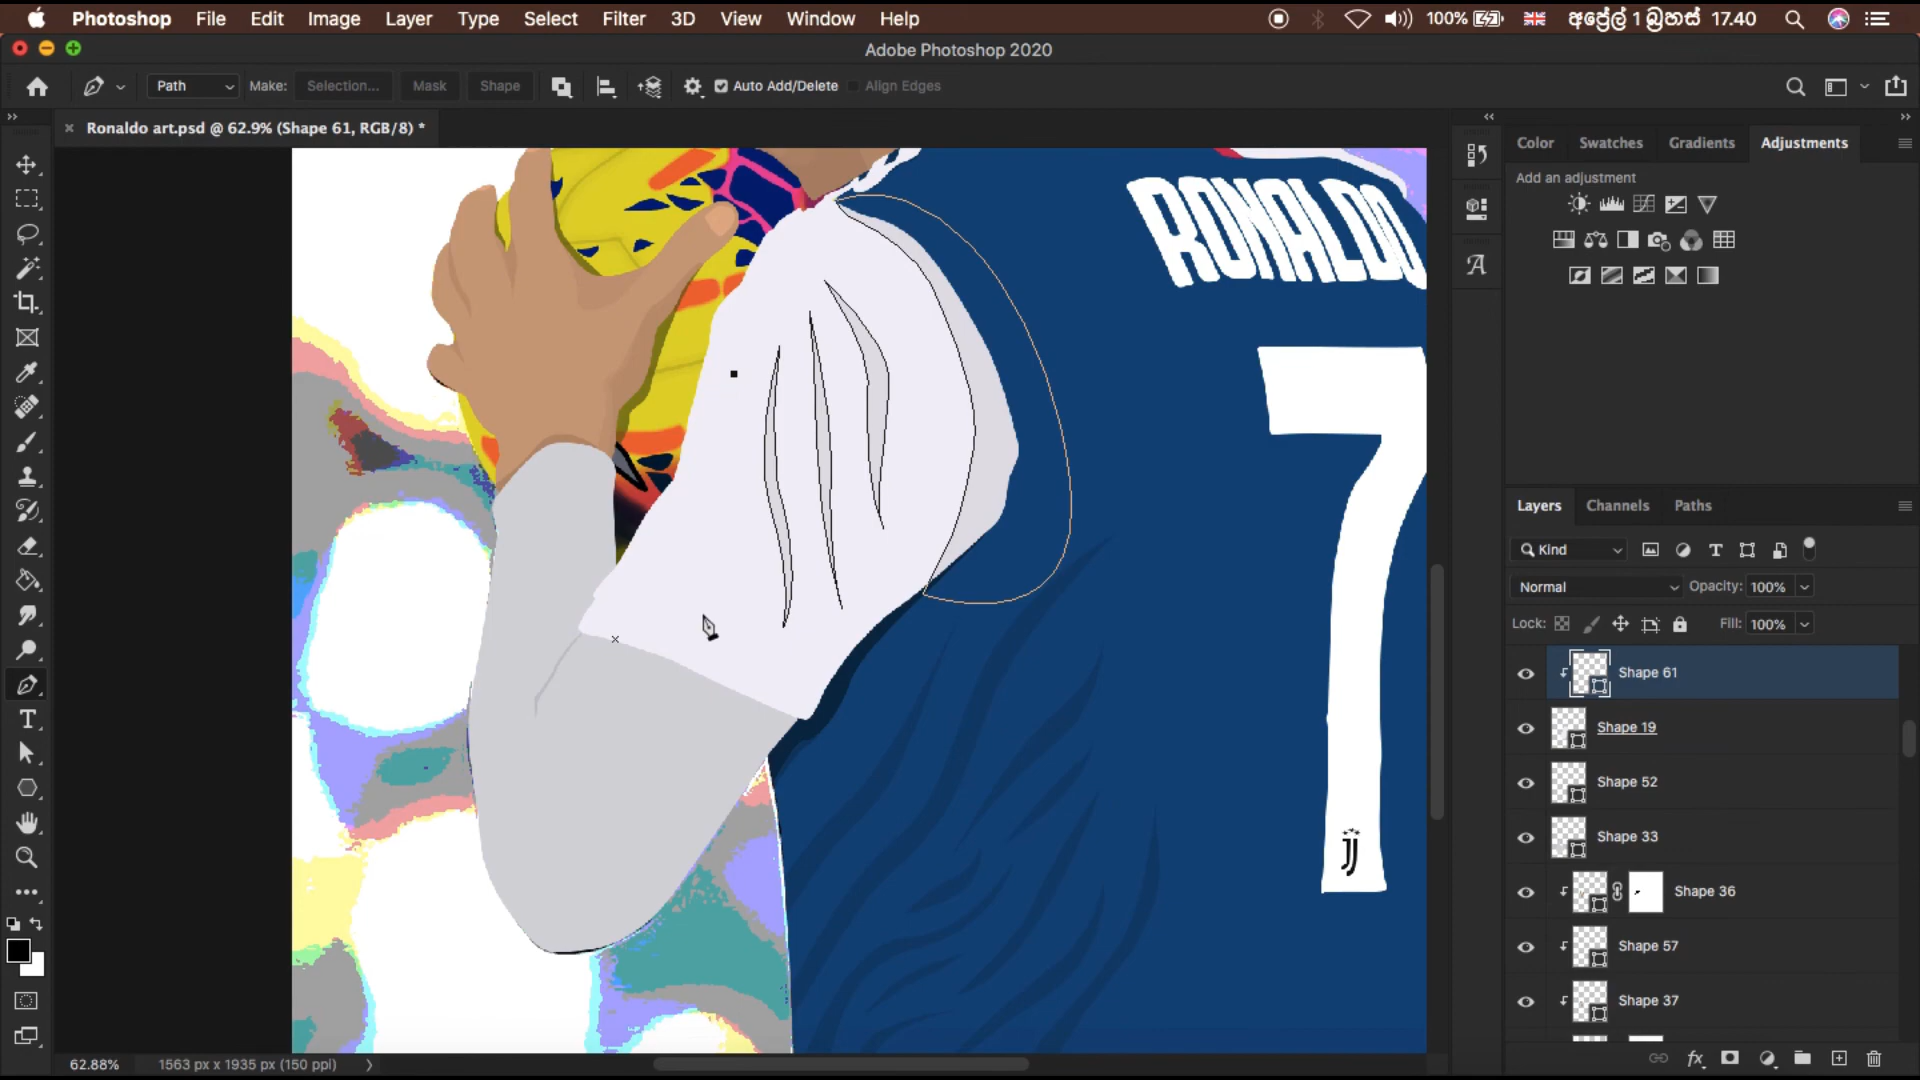 Photoshop File Edit Image Layer Type Select Filter 3D View Window Help 100% අප්‍රේල් 1 බ්‍රහස් 17.40
Adobe Photoshop 2020
Path Make: Selection... Mask Shape Auto Add/Delete Align Edges
Ronaldo art.psd @ 62.9% (Shape 61, RGB/8) *
Color Swatches Gradients Adjustments
Add an adjustment
RONALDO
7
Layers Channels Paths
Kind
Normal Opacity: 100%
Lock: Fill: 100%
Shape 61
Shape 19
Shape 52
Shape 33
Shape 36
Shape 57
Shape 37
62.88% 1563 px x 1935 px (150 ppi)